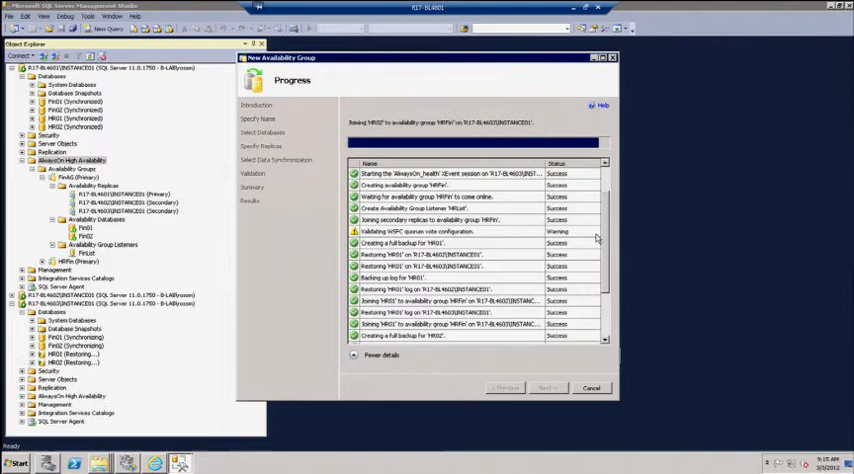 Microsoft SQL Server Management Studio
R17-BL4601
File Edit View Debug Tools Window Help
New Query
Object Explorer
Connect
R17-BL4601\INSTANCE01 (SQL Server 11.0.1750 - B-LAB\rossm)
Databases
System Databases
Database Snapshots
Fin01 (Synchronized)
Fin02 (Synchronized)
HR01 (Synchronized)
HR02 (Synchronized)
Security
Server Objects
Replication
AlwaysOn High Availability
Availability Groups
FinAG (Primary)
Availability Replicas
R17-BL4601\INSTANCE01 (Primary)
R17-BL4602\INSTANCE01 (Secondary)
R17-BL4603\INSTANCE01 (Secondary)
Availability Databases
Fin01
Fin02
Availability Group Listeners
FinList
HRFin (Primary)
Management
Integration Services Catalogs
SQL Server Agent
R17-BL4602\INSTANCE01 (SQL Server 11.0.1750 - B-LAB\rossm)
R17-BL4603\INSTANCE01 (SQL Server 11.0.1750 - B-LAB\rossm)
Databases
System Databases
Database Snapshots
Fin01 (Synchronizing)
Fin02 (Synchronizing)
HR01 (Restoring...)
HR02 (Restoring...)
Security
Server Objects
Replication
AlwaysOn High Availability
Management
Integration Services Catalogs
SQL Server Agent
New Availability Group
Progress
Introduction
Specify Name
Select Databases
Specify Replicas
Select Data Synchronization
Validation
Summary
Results
Help
Joining 'HR02' to availability group 'HRFin' on 'R17-BL4602\INSTANCE01'.
Name Status
Starting the 'AlwaysOn_health' XEvent session on 'R17-BL4602\INST... Success
Creating availability group 'HRFin'. Success
Waiting for availability group 'HRFin' to come online. Success
Create Availability Group Listener 'HRList'. Success
Joining secondary replicas to availability group 'HRFin'. Success
Validating WSFC quorum vote configuration. Warning
Creating a full backup for 'HR01'. Success
Restoring 'HR01' on 'R17-BL4602\INSTANCE01'. Success
Restoring 'HR01' on 'R17-BL4603\INSTANCE01'. Success
Backing up log for 'HR01'. Success
Restoring 'HR01' log on 'R17-BL4602\INSTANCE01'. Success
Joining 'HR01' to availability group 'HRFin' on 'R17-BL4602\INSTANC... Success
Restoring 'HR01' log on 'R17-BL4603\INSTANCE01'. Success
Joining 'HR01' to availability group 'HRFin' on 'R17-BL4603\INSTANC... Success
Creating a full backup for 'HR02'. Success
Fewer details
< Previous Next > Cancel
Ready
Start
9:15 AM
3/3/2012